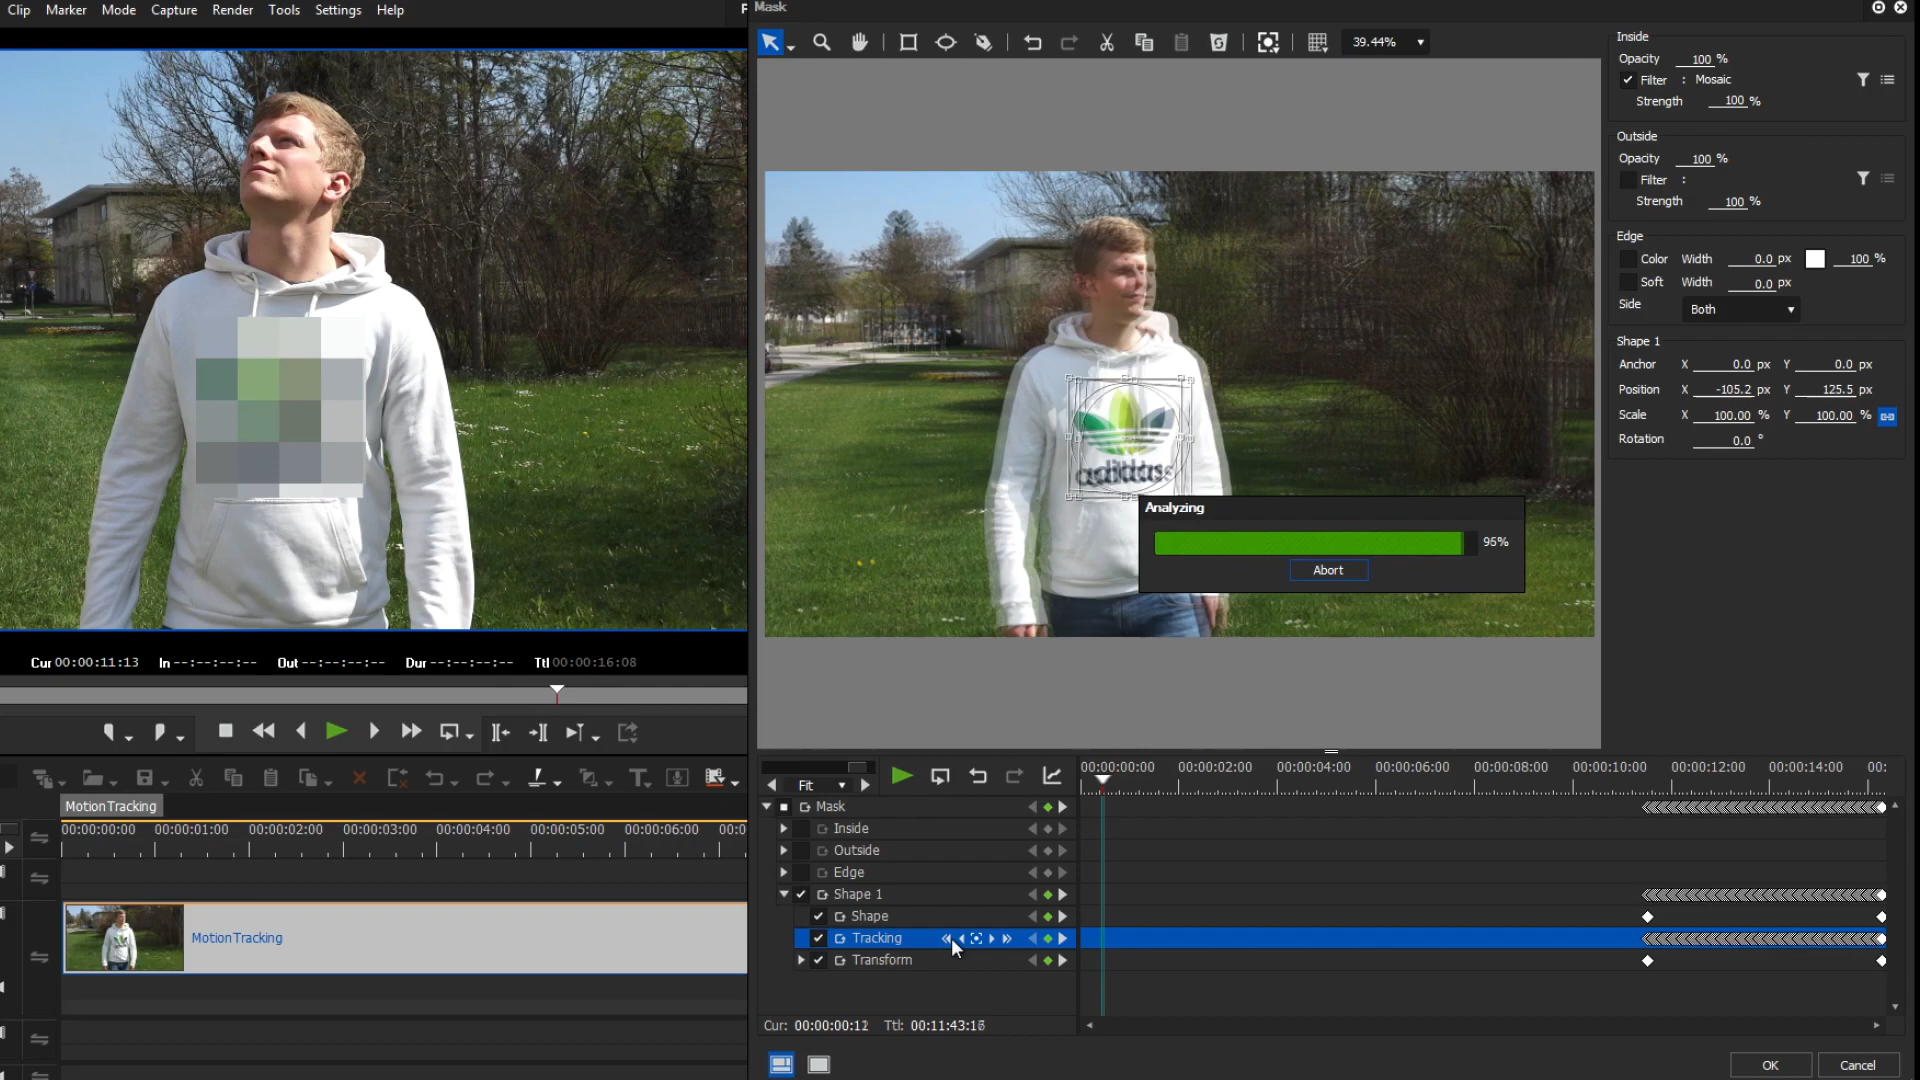 Clip Marker Mode Capture Render Tools Settings Help
Mask
39.44%
Inside
Opacity 100 %
Filter : Mosaic
Strength 100 %
Outside
Opacity 100 %
Filter :
Strength 100 %
Edge
Color Width 0.0 px 100 %
Soft Width 0.0 px
Side Both
Shape 1
Anchor X 0.0 px Y 0.0 px
Position X -105.2 px Y 125.5 px
Scale X 100.00 % Y 100.00 %
Rotation 0.0 °
Analyzing
95%
Abort
Cur 00:00:11:13 In --:--:--:-- Out --:--:--:-- Dur --:--:--:-- Ttl 00:00:16:08
MotionTracking
00:00:00:00 00:00:01:00 00:00:02:00 00:00:03:00 00:00:04:00 00:00:05:00 00:00:06:00 00:0
MotionTracking
Fit
00:00:00:00 00:00:02:00 00:00:04:00 00:00:06:00 00:00:08:00 00:00:10:00 00:00:12:00 00:00:14:00 00:
Mask
Inside
Outside
Edge
Shape 1
Shape
Tracking
Transform
Cur: 00:00:00:12 Ttl:
OK Cancel